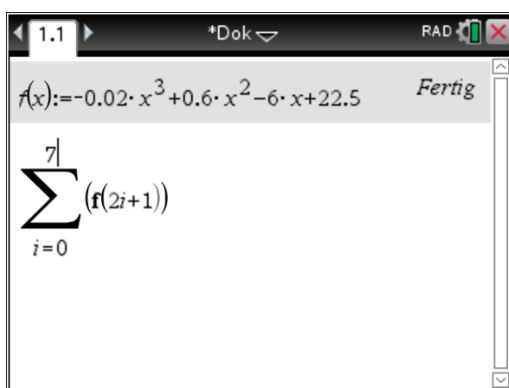 1.1 *Dok RAD
f(x):=-0.02· x^3+0.6· x^2-6· x+22.5 Fertig
7
∑(f(2i+1))
i=0